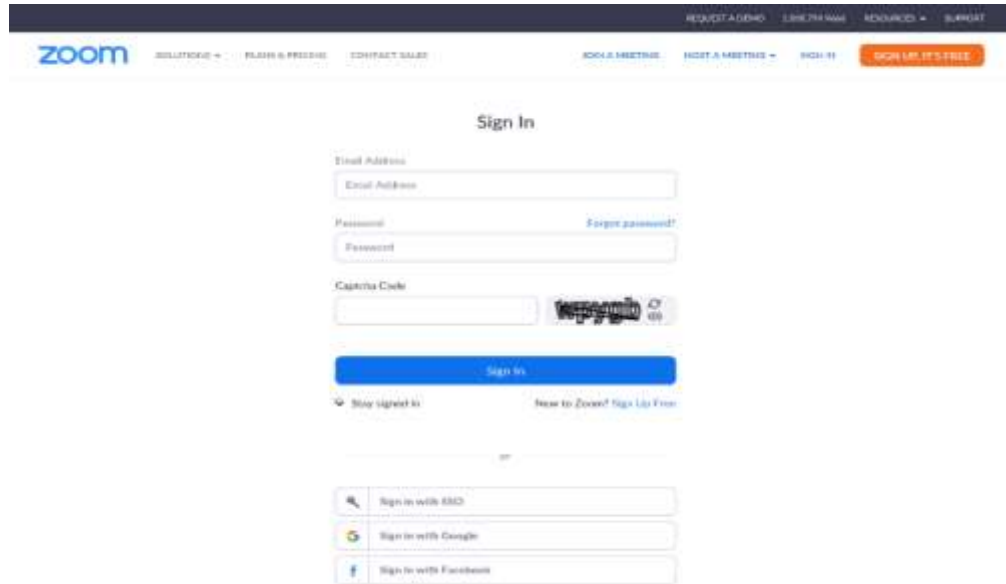 REQUEST A DEMO RESOURCES SUPPORT
zoom SOLUTIONS PLANS & PRICING CONTACT SALES JOIN A MEETING HOST A MEETING SIGN IN SIGN UP, IT'S FREE
Sign In
Email Address
Email Address
Password Forgot password?
Password
Captcha Code
Sign In
Stay signed in New to Zoom? Sign Up Free
or
Sign in with SSO
Sign in with Google
Sign in with Facebook